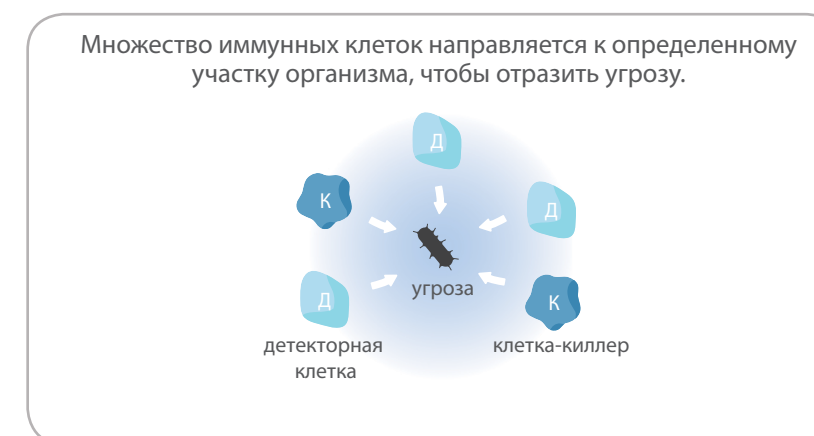 Множество иммунных клеток направляется к определенному
участку организма, чтобы отразить угрозу.
Д
К
Д
угроза
Д
К
детекторная
клетка
клетка-киллер